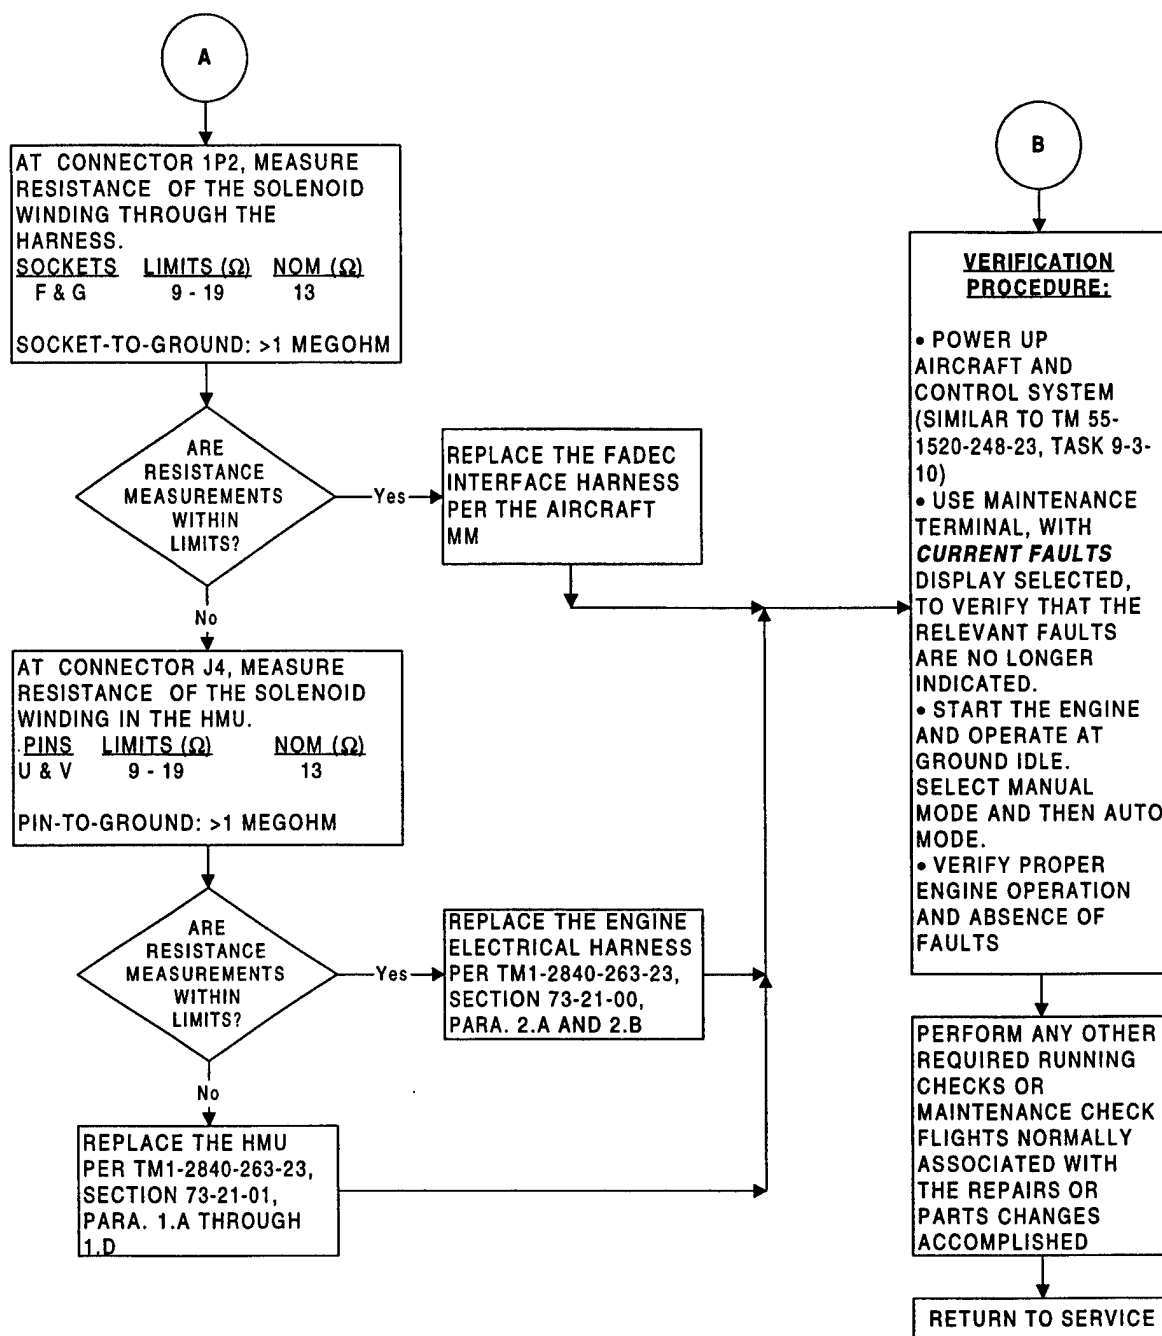 A
AT CONNECTOR 1P2, MEASURE
RESISTANCE OF THE SOLENOID
WINDING THROUGH THE
HARNESS.
SOCKETS LIMITS (Ω) NOM (Ω)
F & G 9 - 19 13
SOCKET-TO-GROUND: >1 MEGOHM
ARE
RESISTANCE
MEASUREMENTS
WITHIN
LIMITS?
Yes
REPLACE THE FADEC
INTERFACE HARNESS
PER THE AIRCRAFT
MM
No
AT CONNECTOR J4, MEASURE
RESISTANCE OF THE SOLENOID
WINDING IN THE HMU.
PINS LIMITS (Ω) NOM (Ω)
U & V 9 - 19 13
PIN-TO-GROUND: >1 MEGOHM
ARE
RESISTANCE
MEASUREMENTS
WITHIN
LIMITS?
Yes
REPLACE THE ENGINE
ELECTRICAL HARNESS
PER TM1-2840-263-23,
SECTION 73-21-00,
PARA. 2.A AND 2.B
No
REPLACE THE HMU
PER TM1-2840-263-23,
SECTION 73-21-01,
PARA. 1.A THROUGH
1.D
B
VERIFICATION
PROCEDURE:
• POWER UP
AIRCRAFT AND
CONTROL SYSTEM
(SIMILAR TO TM 55-
1520-248-23, TASK 9-3-
10)
• USE MAINTENANCE
TERMINAL, WITH
CURRENT FAULTS
DISPLAY SELECTED,
TO VERIFY THAT THE
RELEVANT FAULTS
ARE NO LONGER
INDICATED.
• START THE ENGINE
AND OPERATE AT
GROUND IDLE.
SELECT MANUAL
MODE AND THEN AUTO
MODE.
• VERIFY PROPER
ENGINE OPERATION
AND ABSENCE OF
FAULTS
PERFORM ANY OTHER
REQUIRED RUNNING
CHECKS OR
MAINTENANCE CHECK
FLIGHTS NORMALLY
ASSOCIATED WITH
THE REPAIRS OR
PARTS CHANGES
ACCOMPLISHED
RETURN TO SERVICE